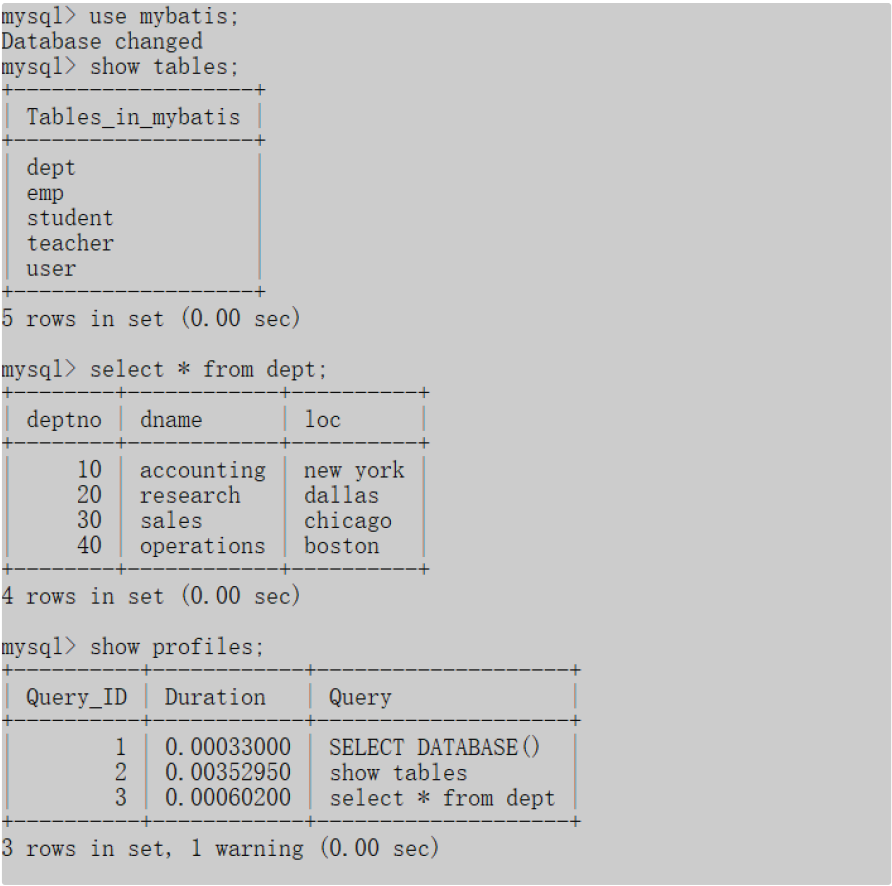 mysql> use mybatis;
Database changed
mysql> show tables;
+-------------------+
| Tables_in_mybatis |
+-------------------+
| dept              |
| emp               |
| student           |
| teacher           |
| user              |
+-------------------+
5 rows in set (0.00 sec)

mysql> select * from dept;
+--------+------------+----------+
| deptno | dname      | loc      |
+--------+------------+----------+
|     10 | accounting | new york |
|     20 | research   | dallas   |
|     30 | sales      | chicago  |
|     40 | operations | boston   |
+--------+------------+----------+
4 rows in set (0.00 sec)

mysql> show profiles;
+----------+------------+--------------------+
| Query_ID | Duration   | Query              |
+----------+------------+--------------------+
|        1 | 0.00033000 | SELECT DATABASE()  |
|        2 | 0.00352950 | show tables        |
|        3 | 0.00060200 | select * from dept |
+----------+------------+--------------------+
3 rows in set, 1 warning (0.00 sec)